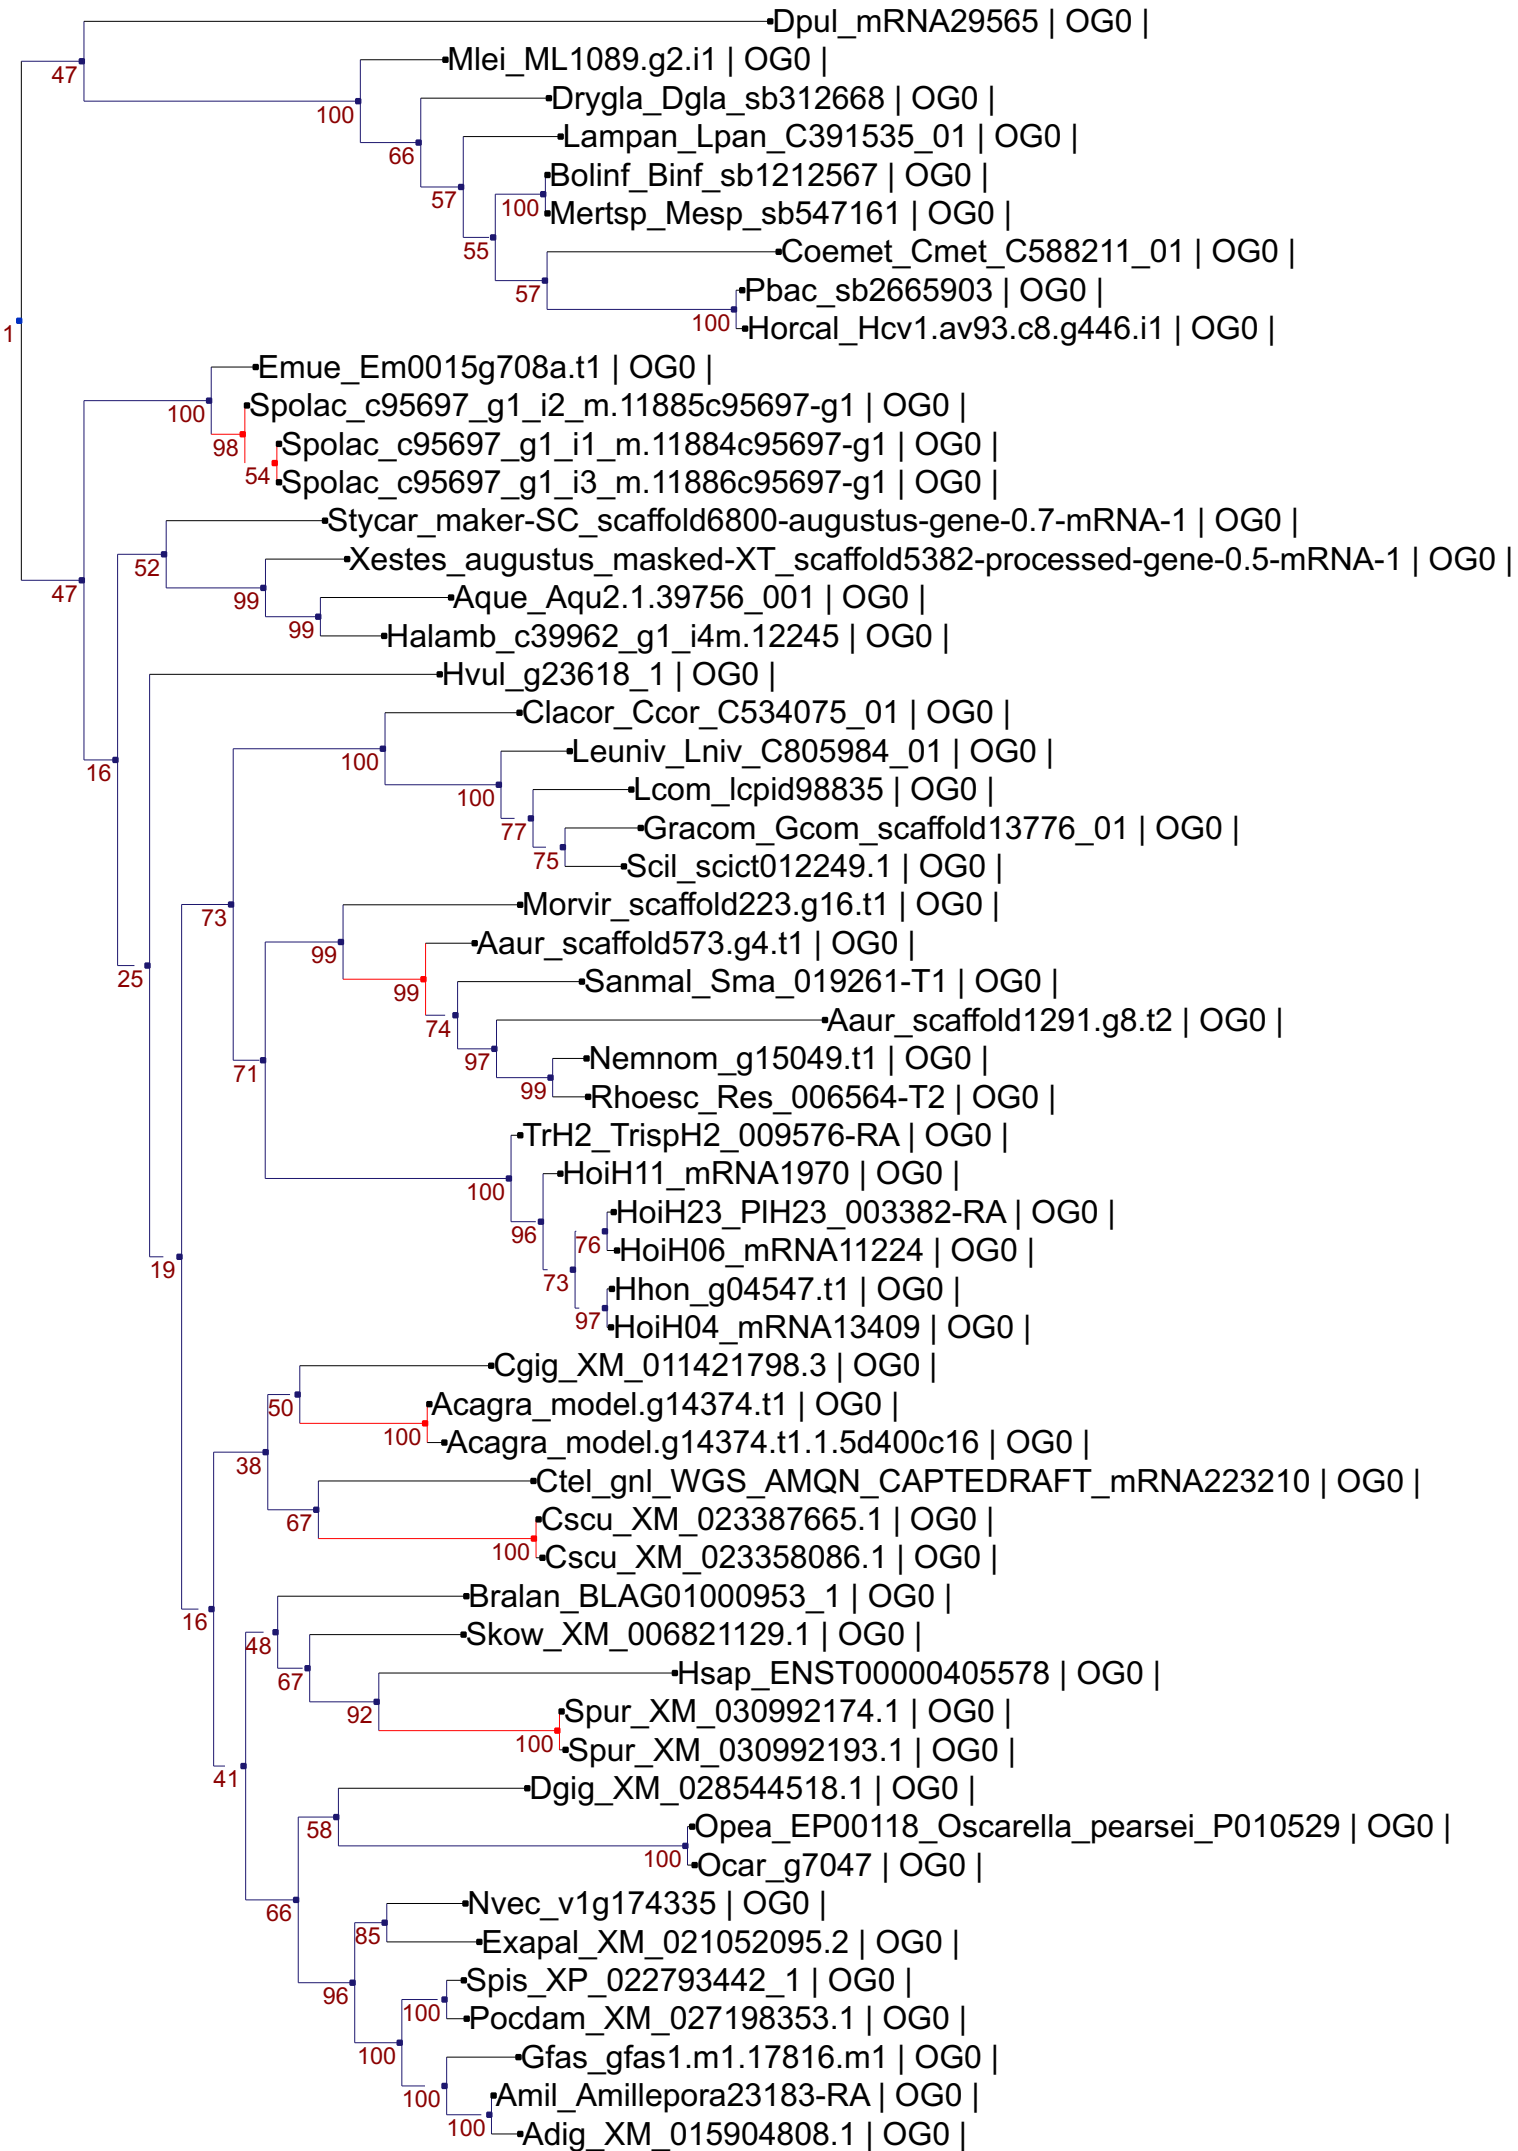 Dpul_mRNA29565 | OG0 |
47
Mlei_ML1089.g2.i1 | OG0 |
100
Drygla_Dgla_sb312668 | OG0 |
66
Lampan_Lpan_C391535_01 | OG0 |
57
Bolinf_Binf_sb1212567 | OG0 |
100
Mertsp_Mesp_sb547161 | OG0 |
55
Coemet_Cmet_C588211_01 | OG0 |
57
Pbac_sb2665903 | OG0 |
100
Horcal_Hcv1.av93.c8.g446.i1 | OG0 |
1
Emue_Em0015g708a.t1 | OG0 |
100
Spolac_c95697_g1_i2_m.11885c95697-g1 | OG0 |
98
Spolac_c95697_g1_i1_m.11884c95697-g1 | OG0 |
54
Spolac_c95697_g1_i3_m.11886c95697-g1 | OG0 |
Stycar_maker-SC_scaffold6800-augustus-gene-0.7-mRNA-1 | OG0 |
52
Xestes_augustus_masked-XT_scaffold5382-processed-gene-0.5-mRNA-1 | OG0 |
47
99
Aque_Aqu2.1.39756_001 | OG0 |
99
Halamb_c39962_g1_i4m.12245 | OG0 |
Hvul_g23618_1 | OG0 |
Clacor_Ccor_C534075_01 | OG0 |
100
Leuniv_Lniv_C805984_01 | OG0 |
16
100
Lcom_lcpid98835 | OG0 |
77
Gracom_Gcom_scaffold13776_01 | OG0 |
75
Scil_scict012249.1 | OG0 |
Morvir_scaffold223.g16.t1 | OG0 |
73
Aaur_scaffold573.g4.t1 | OG0 |
99
25
Sanmal_Sma_019261-T1 | OG0 |
99
Aaur_scaffold1291.g8.t2 | OG0 |
74
Nemnom_g15049.t1 | OG0 |
97
71
Rhoesc_Res_006564-T2 | OG0 |
99
TrH2_TrispH2_009576-RA | OG0 |
HoiH11_mRNA1970 | OG0 |
100
HoiH23_PlH23_003382-RA | OG0 |
96
76
HoiH06_mRNA11224 | OG0 |
19
73
Hhon_g04547.t1 | OG0 |
97
HoiH04_mRNA13409 | OG0 |
Cgig_XM_011421798.3 | OG0 |
50
Acagra_model.g14374.t1 | OG0 |
100
Acagra_model.g14374.t1.1.5d400c16 | OG0 |
38
Ctel_gnl_WGS_AMQN_CAPTEDRAFT_mRNA223210 | OG0 |
67
Cscu_XM_023387665.1 | OG0 |
100
Cscu_XM_023358086.1 | OG0 |
Bralan_BLAG01000953_1 | OG0 |
16
48
Skow_XM_006821129.1 | OG0 |
67
Hsap_ENST00000405578 | OG0 |
92
Spur_XM_030992174.1 | OG0 |
100
Spur_XM_030992193.1 | OG0 |
41
Dgig_XM_028544518.1 | OG0 |
58
Opea_EP00118_Oscarella_pearsei_P010529 | OG0 |
100
Ocar_g7047 | OG0 |
66
Nvec_v1g174335 | OG0 |
85
Exapal_XM_021052095.2 | OG0 |
96
Spis_XP_022793442_1 | OG0 |
100
Pocdam_XM_027198353.1 | OG0 |
100
Gfas_gfas1.m1.17816.m1 | OG0 |
100
Amil_Amillepora23183-RA | OG0 |
100
Adig_XM_015904808.1 | OG0 |